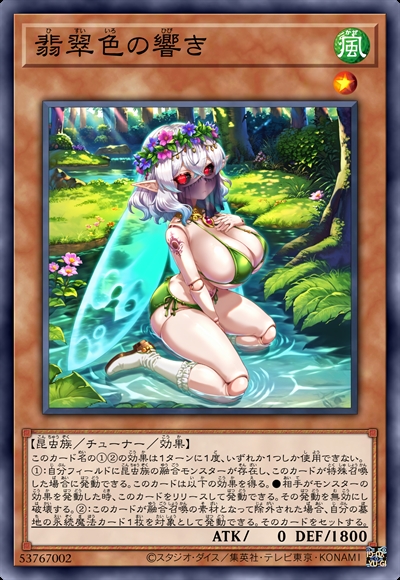 翡翠色の響き
風
【昆虫族／チューナー／効果】
このカード名の①②の効果は1ターンに1度、いずれか1つしか使用できない。
①：自分フィールドに昆虫族の融合モンスターが存在し、このカードが特殊召喚
した場合に発動できる。このカードは以下の効果を得る。●相手がモンスターの
効果を発動した時、このカードをリリースして発動できる。その発動を無効にし
破壊する。②：このカードが融合召喚の素材となって除外された場合、自分の墓
地の永続魔法カード1枚を対象として発動できる。そのカードをセットする。
ATK/ 0 DEF/1800
53767002
©スタジオ・ダイス／集英社・テレビ東京・KONAMI